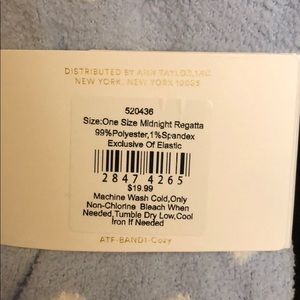 DISTRIBUTED BY ANN TAYLOR, INC.
NEW YORK, NEW YORK 10036
520436
Size:One Size Midnight Regatta
99%Polyester,1%Spandex
Exclusive Of Elastic
2847 4265
$19.99
Machine Wash Cold,Only
Non-Chlorine Bleach When
Needed,Tumble Dry Low,Cool
Iron If Needed
ATF-BAND1-Cozy